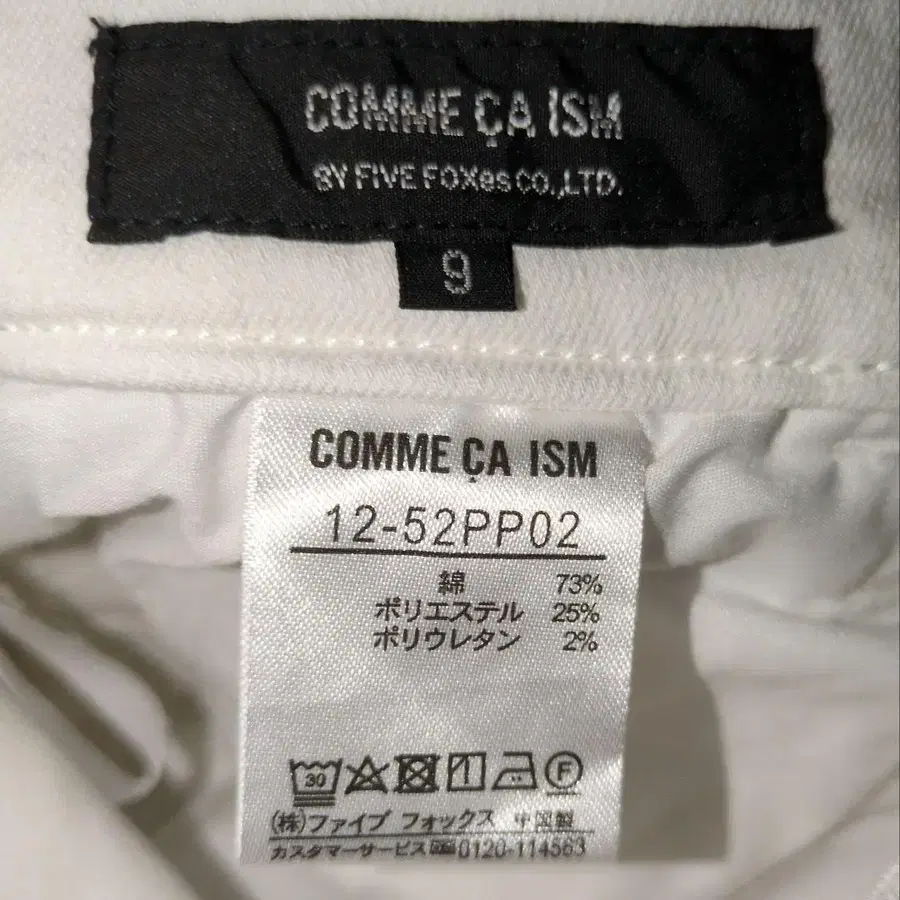 COMME ÇA ISM
BY FIVE FOXes CO.,LTD.
9
COMME ÇA ISM
12-52PP02
綿 73%
ポリエステル 25%
ポリウレタン 2%
30 F
(株)ファイブ フォックス 中国製
カスタマーサービス 0120-114563